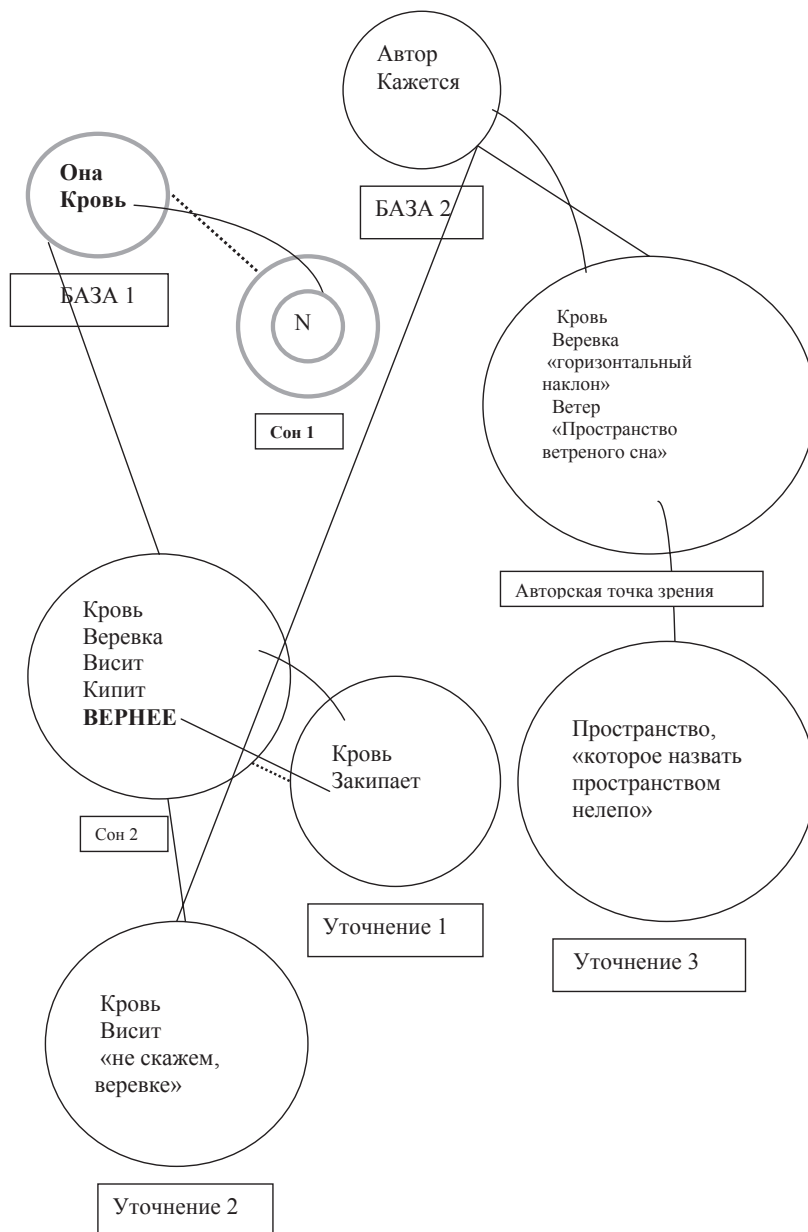 Автор
Кажется
БАЗА 2
Она
Кровь
БАЗА 1
N
Сон 1
Кровь
Веревка
«горизонтальный
наклон»
Ветер
«Пространство
ветреного сна»
Авторская точка зрения
Кровь
Веревка
Висит
Кипит
ВЕРНЕЕ
Сон 2
Кровь
Закипает
Уточнение 1
Пространство,
«которое назвать
пространством
нелепо»
Уточнение 3
Кровь
Висит
«не скажем,
веревке»
Уточнение 2